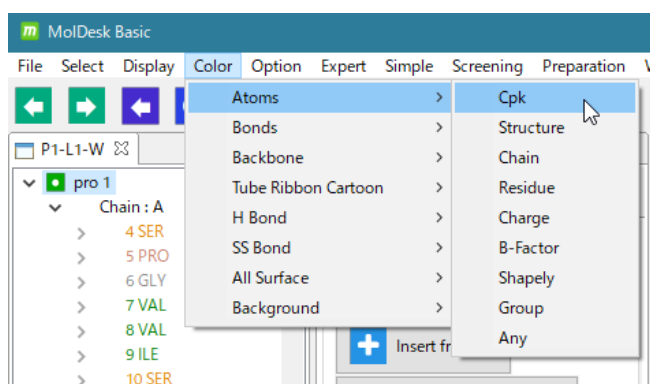 m MolDesk Basic
File Select Display Color Option Expert Simple Screening Preparation
P1-L1-W
pro 1
Chain : A
4 SER
5 PRO
6 GLY
7 VAL
8 VAL
9 ILE
10 SER
Atoms
Bonds
Backbone
Tube Ribbon Cartoon
H Bond
SS Bond
All Surface
Background
Cpk
Structure
Chain
Residue
Charge
B-Factor
Shapely
Group
Any
Insert fr